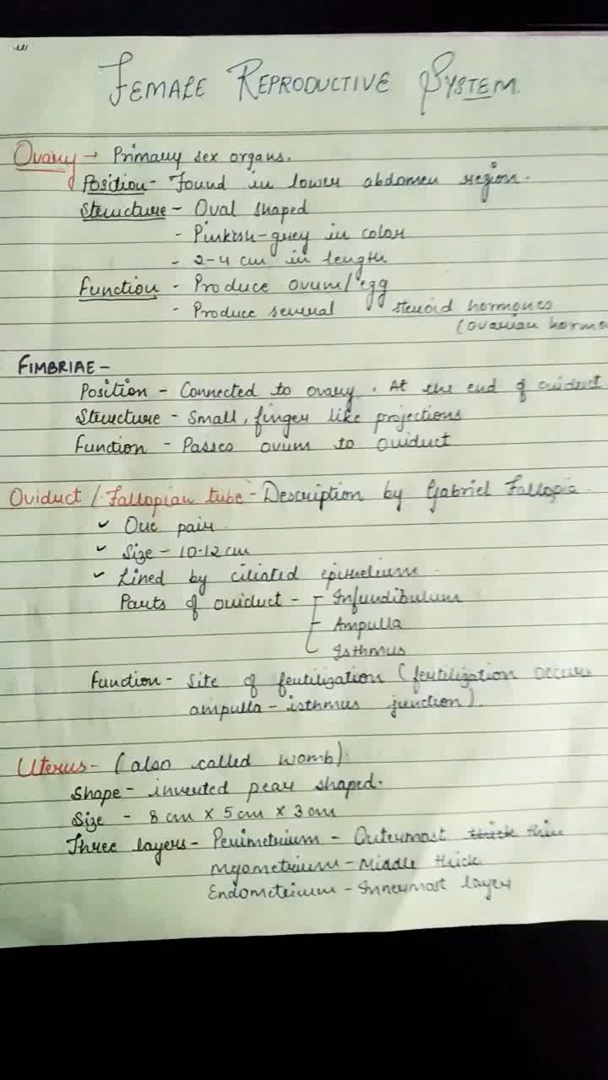 FEMALE REPRODUCTIVE SYSTEM
Ovary → Primary sex organs.
Position - Found in lower abdomen region.
Structure - Oval shaped
- Pinkish-grey in color
- 2-4 cm in length
Function - Produce ovum/egg
- Produce several steroid hormones
(ovarian hormo
FIMBRIAE -
Position - Connected to ovary. At the end of oviduct
Structure - Small, finger like projections
Function - Passes ovum to oviduct
Oviduct / Fallopian tube - Description by Gabriel Fallopia
✓ One pair
✓ Size - 10-12 cm
✓ Lined by ciliated epithelium
Parts of oviduct - Infundibulum
Ampulla
Isthmus
Function - Site of fertilization (fertilization occurs
ampulla - isthmus junction).
Uterus - (also called womb)
Shape - inverted pear shaped.
Size - 8 cm x 5 cm x 3 cm
Three layers - Perimetrium - Outermost thick thin
Myometrium - Middle thick
Endometrium - Innermost layer